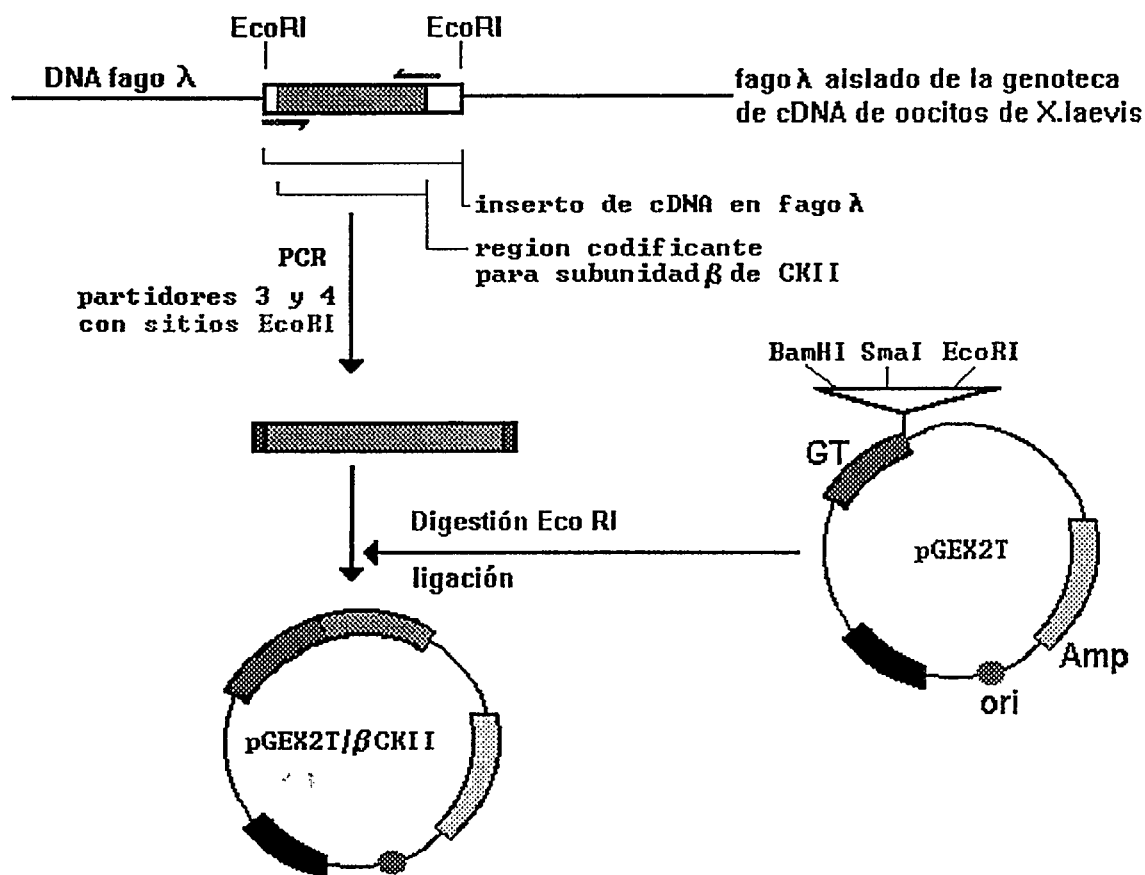 EcoRI EcoRI
DNA fago λ
fago λ aislado de la genoteca
de cDNA de oocitos de X.laevis
inserto de cDNA en fago λ
region codificante
para subunidad β de CKII
PCR
partidores 3 y 4
con sitios EcoRI
BamHI SmaI EcoRI
GT
pGEX2T
Amp
ori
Digestión Eco RI
ligación
pGEX2T/βCKII